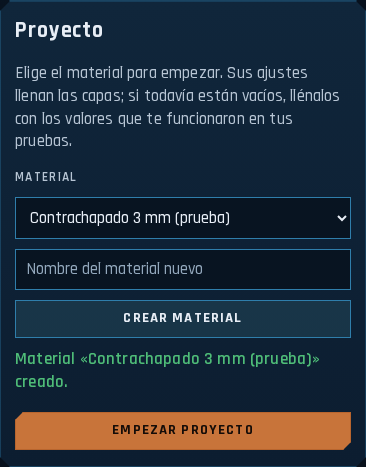 Proyecto
Elige el material para empezar. Sus ajustes
llenan las capas; si todavía están vacíos, llénalos
con los valores que te funcionaron en tus
pruebas.
MATERIAL
Contrachapado 3 mm (prueba)
Nombre del material nuevo
CREAR MATERIAL
Material «Contrachapado 3 mm (prueba)»
creado.
EMPEZAR PROYECTO